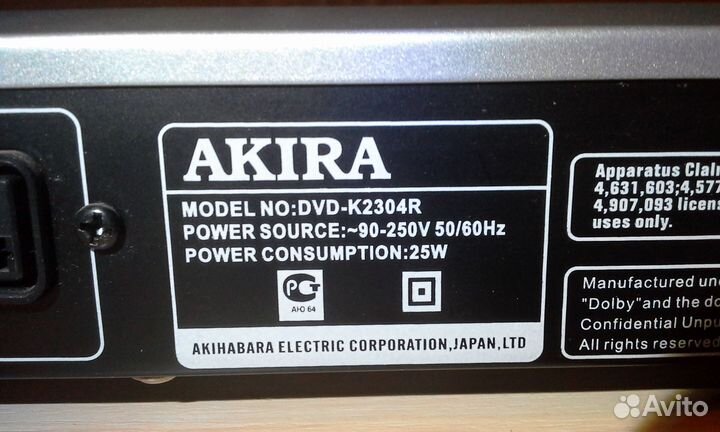 AKIRA
MODEL NO:DVD-K2304R
POWER SOURCE:~90-250V 50/60Hz
POWER CONSUMPTION:25W
АЮ 64
AKIHABARA ELECTRIC CORPORATION,JAPAN,LTD
Apparatus Clai
4,631,603;4,577
4,907,093 licens
uses only.
Manufactured un
"Dolby"and the do
Confidential Unpu
All rights reserved
Avito